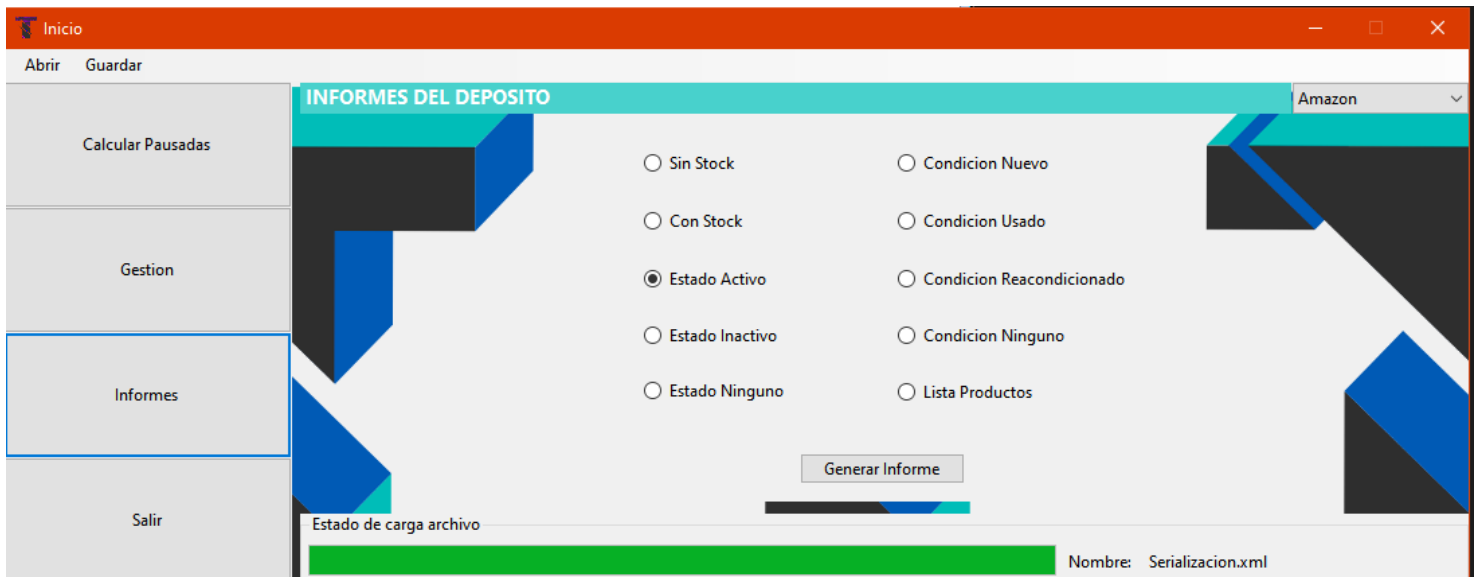 Inicio
Abrir Guardar
INFORMES DEL DEPOSITO
Amazon
Calcular Pausadas
Gestion
Informes
Salir
Sin Stock
Condicion Nuevo
Con Stock
Condicion Usado
Estado Activo
Condicion Reacondicionado
Estado Inactivo
Condicion Ninguno
Estado Ninguno
Lista Productos
Generar Informe
Estado de carga archivo
Nombre: Serializacion.xml